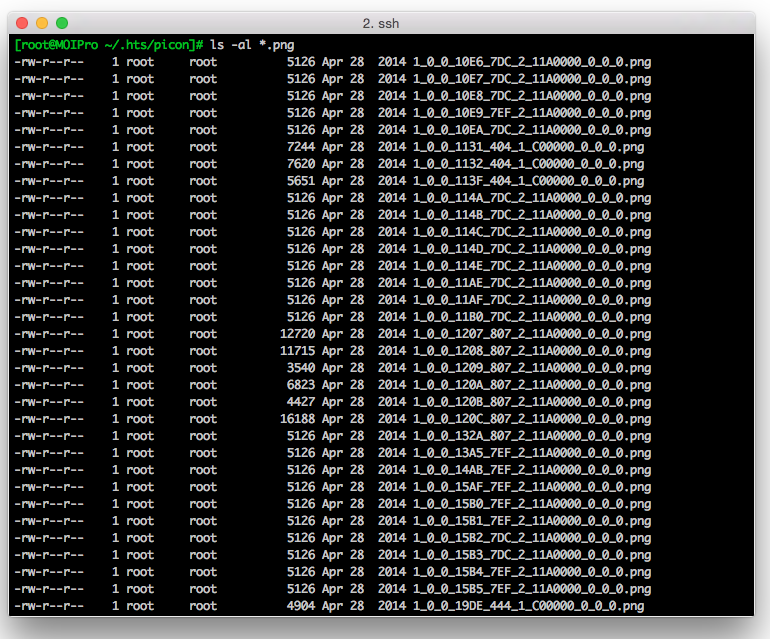 2. ssh
[root@MOIPro ~/.hts/picon]# ls -al *.png
-rw-r--r-- 1 root root 5126 Apr 28 2014 1_0_0_10E6_7DC_2_11A0000_0_0_0.png
-rw-r--r-- 1 root root 5126 Apr 28 2014 1_0_0_10E7_7DC_2_11A0000_0_0_0.png
-rw-r--r-- 1 root root 5126 Apr 28 2014 1_0_0_10E8_7DC_2_11A0000_0_0_0.png
-rw-r--r-- 1 root root 5126 Apr 28 2014 1_0_0_10E9_7EF_2_11A0000_0_0_0.png
-rw-r--r-- 1 root root 5126 Apr 28 2014 1_0_0_10EA_7DC_2_11A0000_0_0_0.png
-rw-r--r-- 1 root root 7244 Apr 28 2014 1_0_0_1131_404_1_C00000_0_0_0.png
-rw-r--r-- 1 root root 7620 Apr 28 2014 1_0_0_1132_404_1_C00000_0_0_0.png
-rw-r--r-- 1 root root 5651 Apr 28 2014 1_0_0_113F_404_1_C00000_0_0_0.png
-rw-r--r-- 1 root root 5126 Apr 28 2014 1_0_0_114A_7DC_2_11A0000_0_0_0.png
-rw-r--r-- 1 root root 5126 Apr 28 2014 1_0_0_114B_7DC_2_11A0000_0_0_0.png
-rw-r--r-- 1 root root 5126 Apr 28 2014 1_0_0_114C_7DC_2_11A0000_0_0_0.png
-rw-r--r-- 1 root root 5126 Apr 28 2014 1_0_0_114D_7DC_2_11A0000_0_0_0.png
-rw-r--r-- 1 root root 5126 Apr 28 2014 1_0_0_114E_7DC_2_11A0000_0_0_0.png
-rw-r--r-- 1 root root 5126 Apr 28 2014 1_0_0_11AE_7DC_2_11A0000_0_0_0.png
-rw-r--r-- 1 root root 5126 Apr 28 2014 1_0_0_11AF_7DC_2_11A0000_0_0_0.png
-rw-r--r-- 1 root root 5126 Apr 28 2014 1_0_0_11B0_7DC_2_11A0000_0_0_0.png
-rw-r--r-- 1 root root 12720 Apr 28 2014 1_0_0_1207_807_2_11A0000_0_0_0.png
-rw-r--r-- 1 root root 11715 Apr 28 2014 1_0_0_1208_807_2_11A0000_0_0_0.png
-rw-r--r-- 1 root root 3540 Apr 28 2014 1_0_0_1209_807_2_11A0000_0_0_0.png
-rw-r--r-- 1 root root 6823 Apr 28 2014 1_0_0_120A_807_2_11A0000_0_0_0.png
-rw-r--r-- 1 root root 4427 Apr 28 2014 1_0_0_120B_807_2_11A0000_0_0_0.png
-rw-r--r-- 1 root root 16188 Apr 28 2014 1_0_0_120C_807_2_11A0000_0_0_0.png
-rw-r--r-- 1 root root 5126 Apr 28 2014 1_0_0_132A_807_2_11A0000_0_0_0.png
-rw-r--r-- 1 root root 5126 Apr 28 2014 1_0_0_13A5_7EF_2_11A0000_0_0_0.png
-rw-r--r-- 1 root root 5126 Apr 28 2014 1_0_0_14AB_7EF_2_11A0000_0_0_0.png
-rw-r--r-- 1 root root 5126 Apr 28 2014 1_0_0_15AF_7EF_2_11A0000_0_0_0.png
-rw-r--r-- 1 root root 5126 Apr 28 2014 1_0_0_15B0_7EF_2_11A0000_0_0_0.png
-rw-r--r-- 1 root root 5126 Apr 28 2014 1_0_0_15B1_7EF_2_11A0000_0_0_0.png
-rw-r--r-- 1 root root 5126 Apr 28 2014 1_0_0_15B2_7DC_2_11A0000_0_0_0.png
-rw-r--r-- 1 root root 5126 Apr 28 2014 1_0_0_15B3_7DC_2_11A0000_0_0_0.png
-rw-r--r-- 1 root root 5126 Apr 28 2014 1_0_0_15B4_7EF_2_11A0000_0_0_0.png
-rw-r--r-- 1 root root 5126 Apr 28 2014 1_0_0_15B5_7EF_2_11A0000_0_0_0.png
-rw-r--r-- 1 root root 4904 Apr 28 2014 1_0_0_19DE_444_1_C00000_0_0_0.png